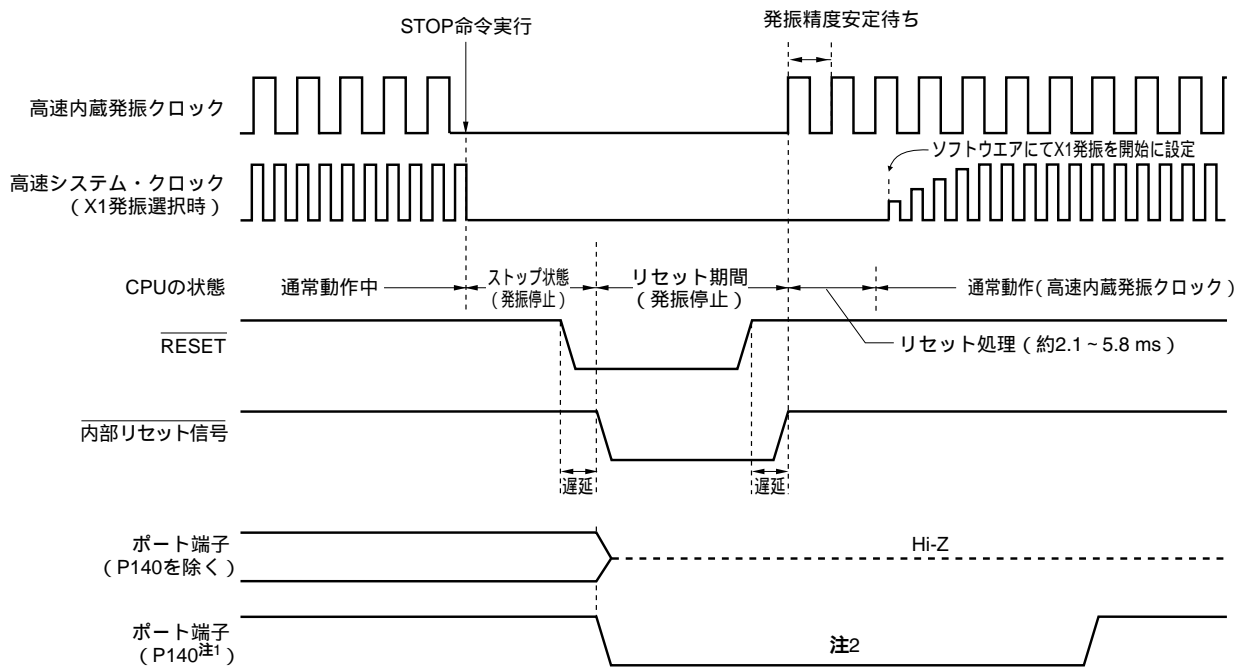 STOP命令実行
発振精度安定待ち
高速内蔵発振クロック
ソフトウエアにてX1発振を開始に設定
高速システム・クロック
（X1発振選択時）
CPUの状態
通常動作中
ストップ状態
（発振停止）
リセット期間
（発振停止）
通常動作（高速内蔵発振クロック）
RESET
リセット処理（約2.1～5.8 ms）
内部リセット信号
遅延
遅延
ポート端子
（P140を除く）
Hi-Z
ポート端子
（P140注1）
注2